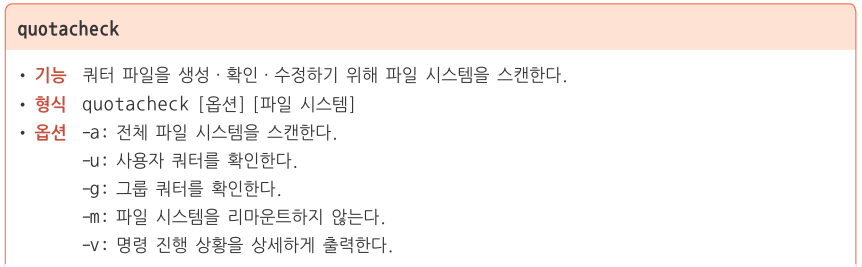 quotacheck
• 기능 쿼터 파일을 생성·확인·수정하기 위해 파일 시스템을 스캔한다.
• 형식 quotacheck [옵션] [파일 시스템]
• 옵션 -a: 전체 파일 시스템을 스캔한다.
-u: 사용자 쿼터를 확인한다.
-g: 그룹 쿼터를 확인한다.
-m: 파일 시스템을 리마운트하지 않는다.
-v: 명령 진행 상황을 상세하게 출력한다.